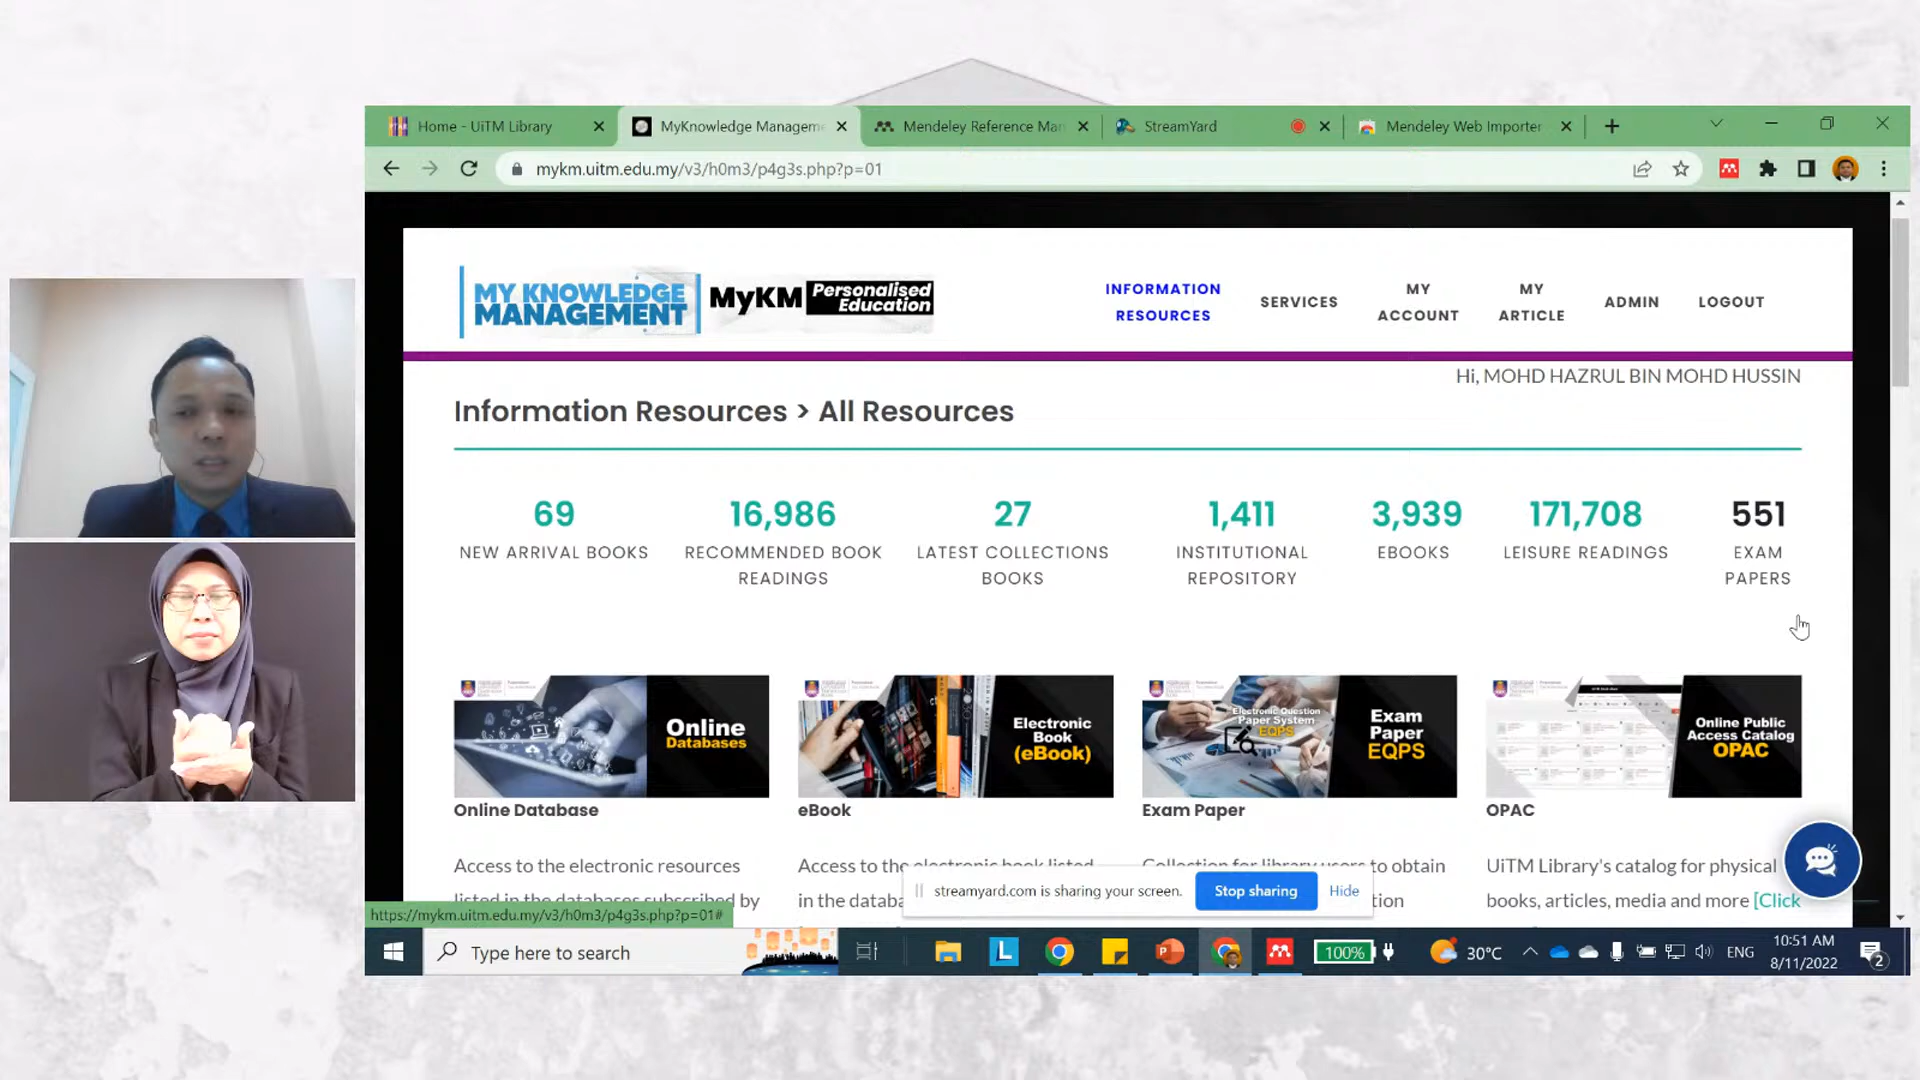 Home - UiTM Library
MyKnowledge Manageme
Mendeley Reference Man
StreamYard
Mendeley Web Importer
mykm.uitm.edu.my/v3/h0m3/p4g3s.php?p=01
MY KNOWLEDGE
MANAGEMENT
MyKM Personalised
Education
INFORMATION
RESOURCES
SERVICES
MY
ACCOUNT
MY
ARTICLE
ADMIN
LOGOUT
Hi, MOHD HAZRUL BIN MOHD HUSSIN
Information Resources > All Resources
69
NEW ARRIVAL BOOKS
16,986
RECOMMENDED BOOK
READINGS
27
LATEST COLLECTIONS
BOOKS
1,411
INSTITUTIONAL
REPOSITORY
3,939
EBOOKS
171,708
LEISURE READINGS
551
EXAM
PAPERS
Online
Databases
Electronic
Book
(eBook)
Electronic Question
Paper System
EQPS
Exam
Paper
EQPS
Online Public
Access Catalog
OPAC
Online Database
eBook
Exam Paper
OPAC
Access to the electronic resources
listed in the databases subscribed by
Access to the electronic book listed
in the databa
Collection for library users to obtain
tion
UiTM Library's catalog for physical
books, articles, media and more [Click
streamyard.com is sharing your screen.
Stop sharing
Hide
https://mykm.uitm.edu.my/v3/h0m3/p4g3s.php?p=01#
Type here to search
L
100%
30°C
ENG
10:51 AM
8/11/2022
2